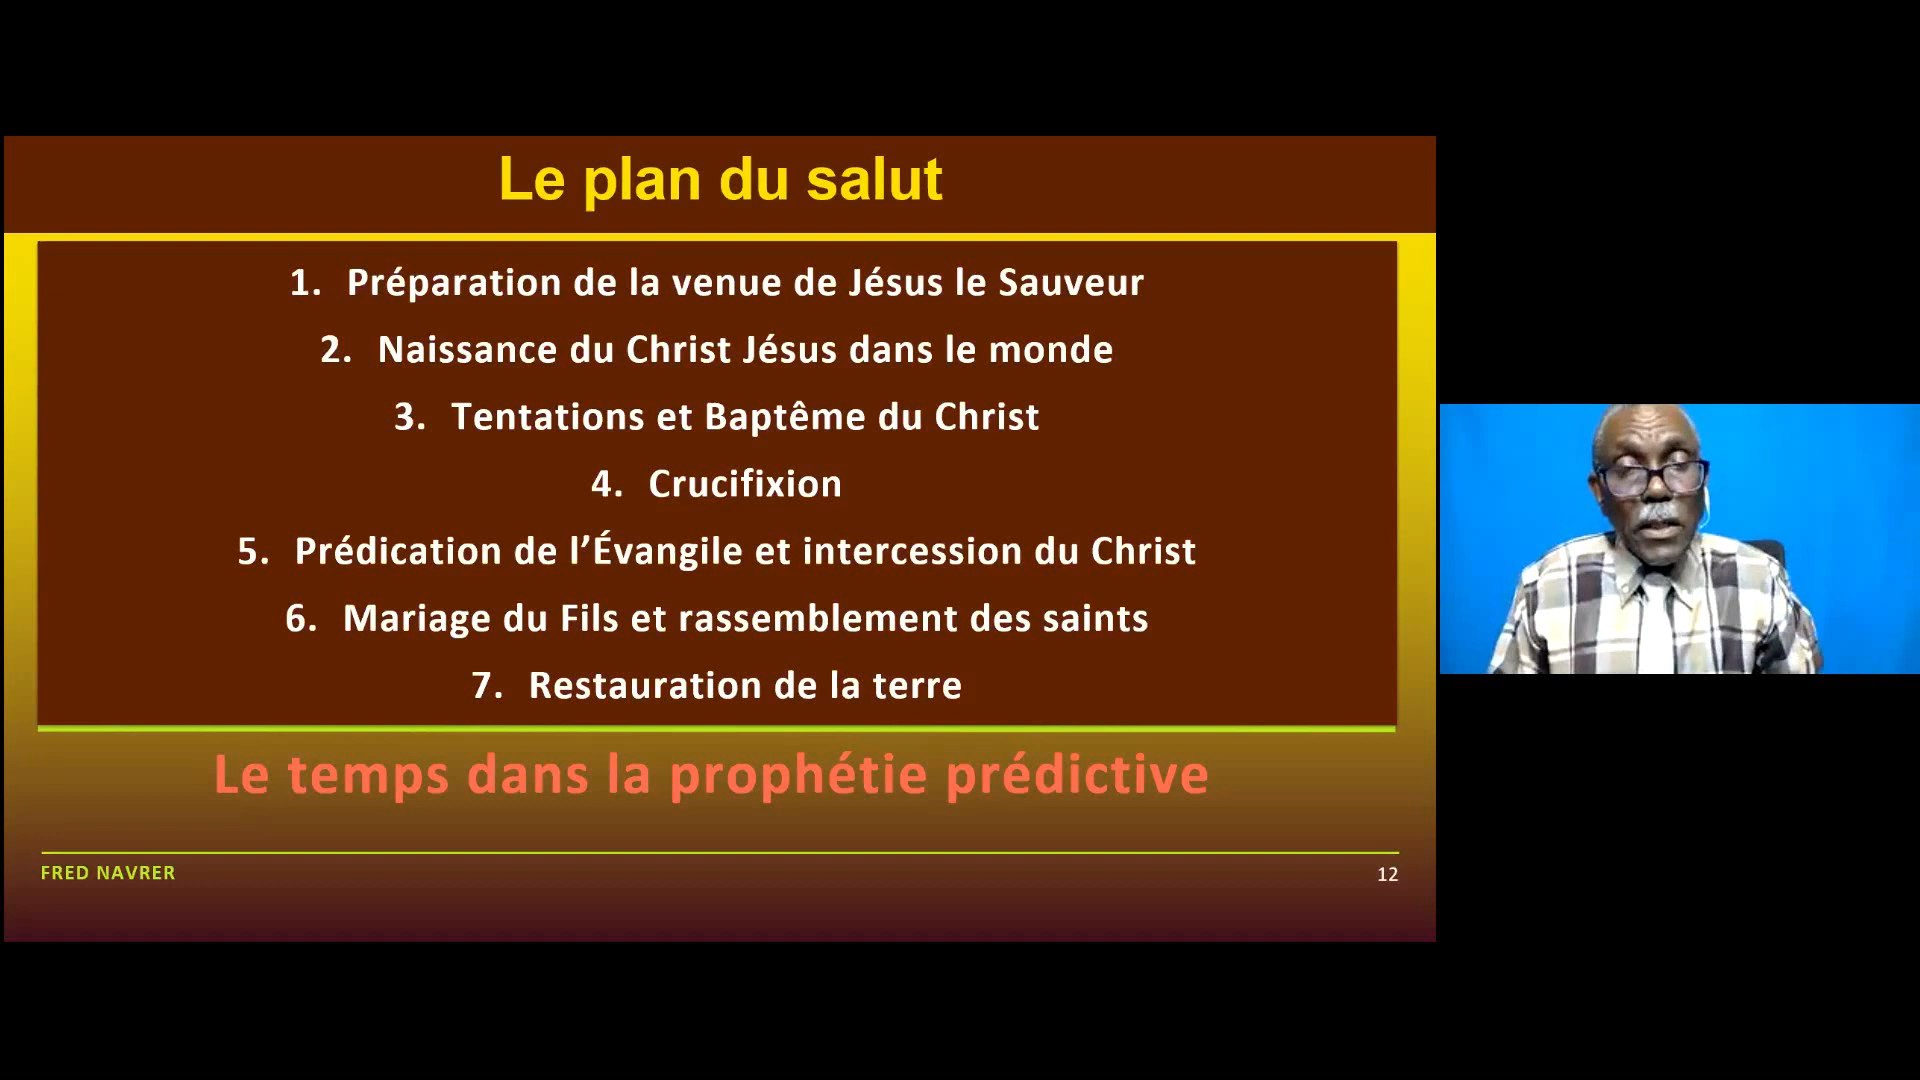 Le plan du salut
1. Préparation de la venue de Jésus le Sauveur
2. Naissance du Christ Jésus dans le monde
3. Tentations et Baptême du Christ
4. Crucifixion
5. Prédication de l’Évangile et intercession du Christ
6. Mariage du Fils et rassemblement des saints
7. Restauration de la terre
Le temps dans la prophétie prédictive
FRED NAVRER
12